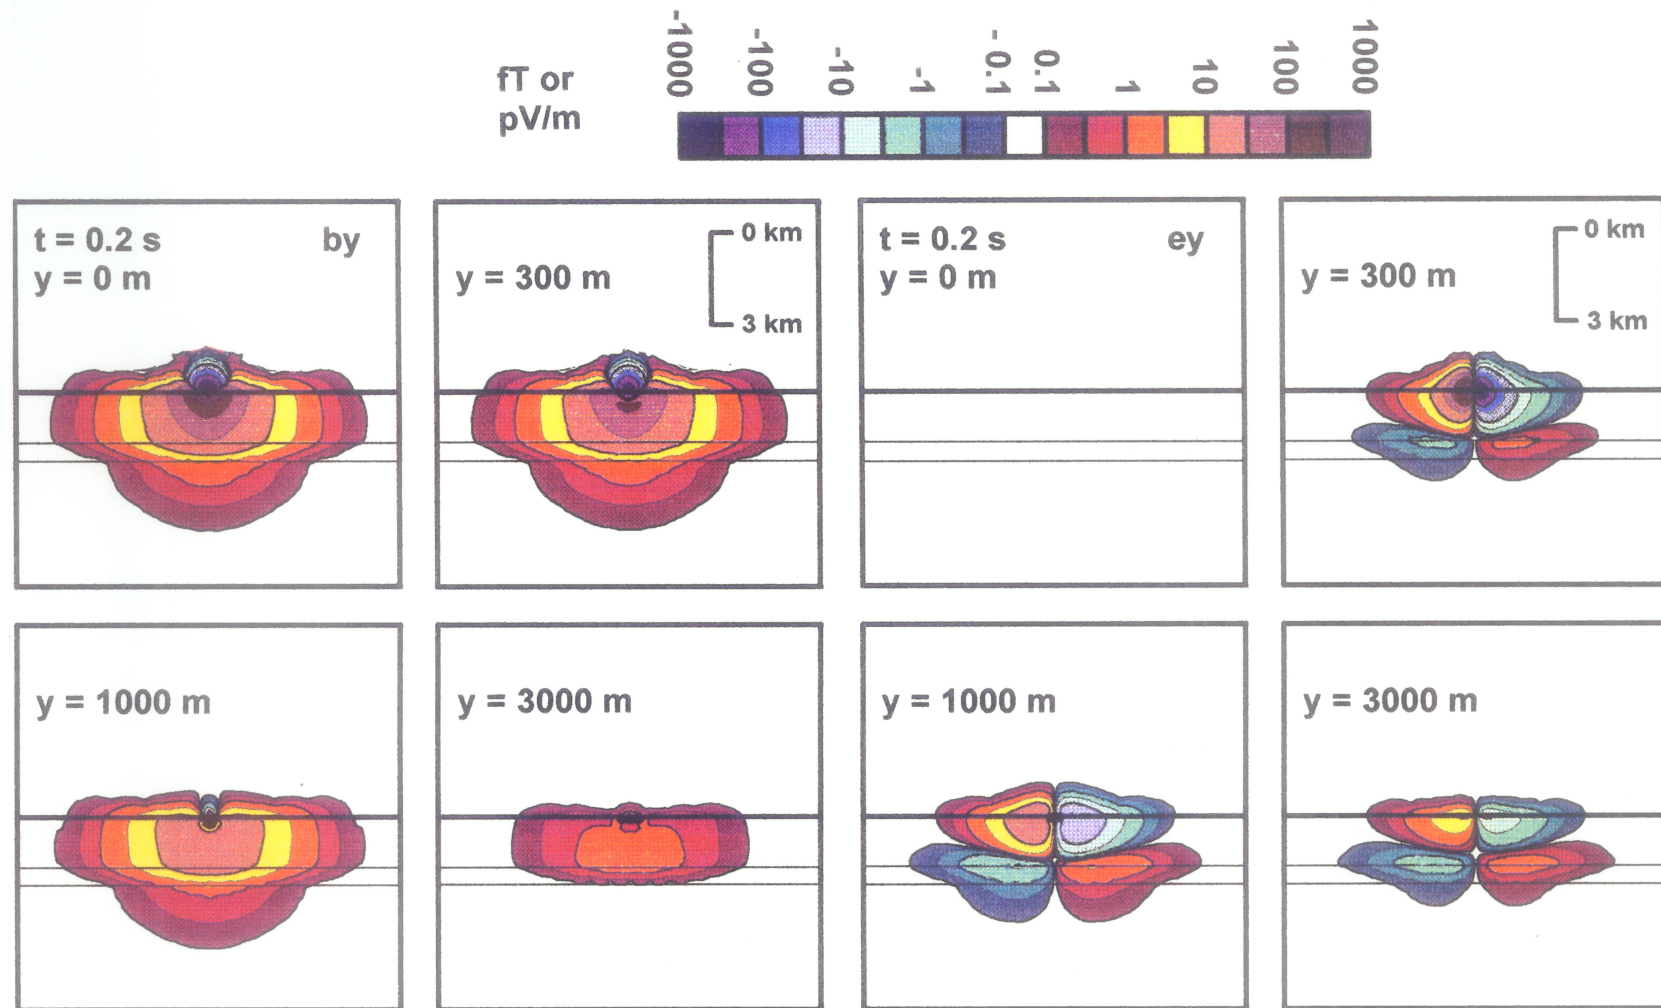 fT or
pV/m
-1000 -100 -10 -1 -0.1 0.1 1 10 100 1000
t = 0.2 s by
y = 0 m
y = 300 m
0 km
3 km
t = 0.2 s ey
y = 0 m
y = 300 m
0 km
3 km
y = 1000 m
y = 3000 m
y = 1000 m
y = 3000 m